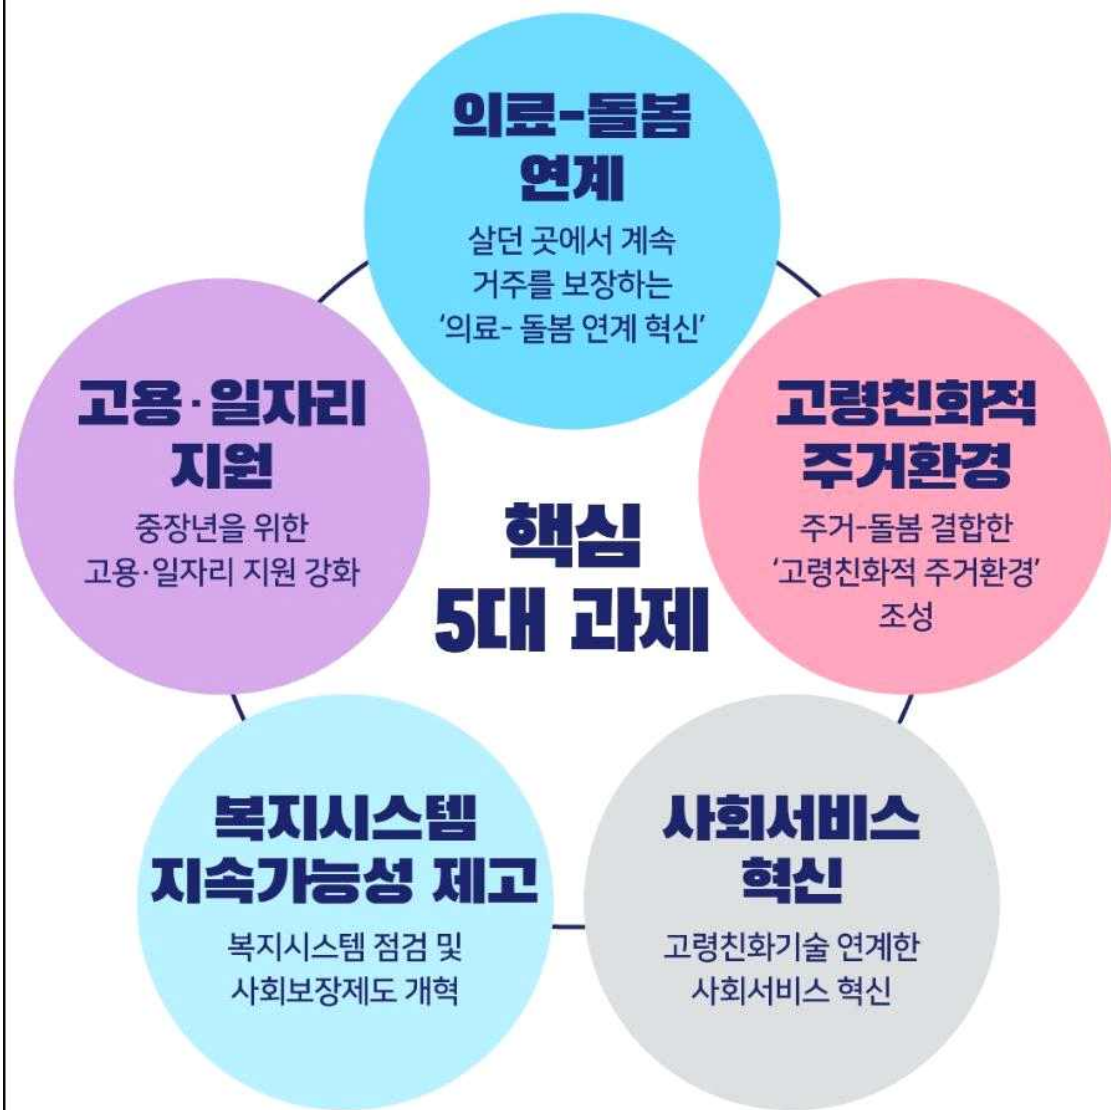 의료-돌봄
연계
살던 곳에서 계속
거주를 보장하는
‘의료- 돌봄 연계 혁신’
고용·일자리
지원
중장년을 위한
고용·일자리 지원 강화
고령친화적
주거환경
주거-돌봄 결합한
‘고령친화적 주거환경’
조성
핵심
5대 과제
복지시스템
지속가능성 제고
복지시스템 점검 및
사회보장제도 개혁
사회서비스
혁신
고령친화기술 연계한
사회서비스 혁신